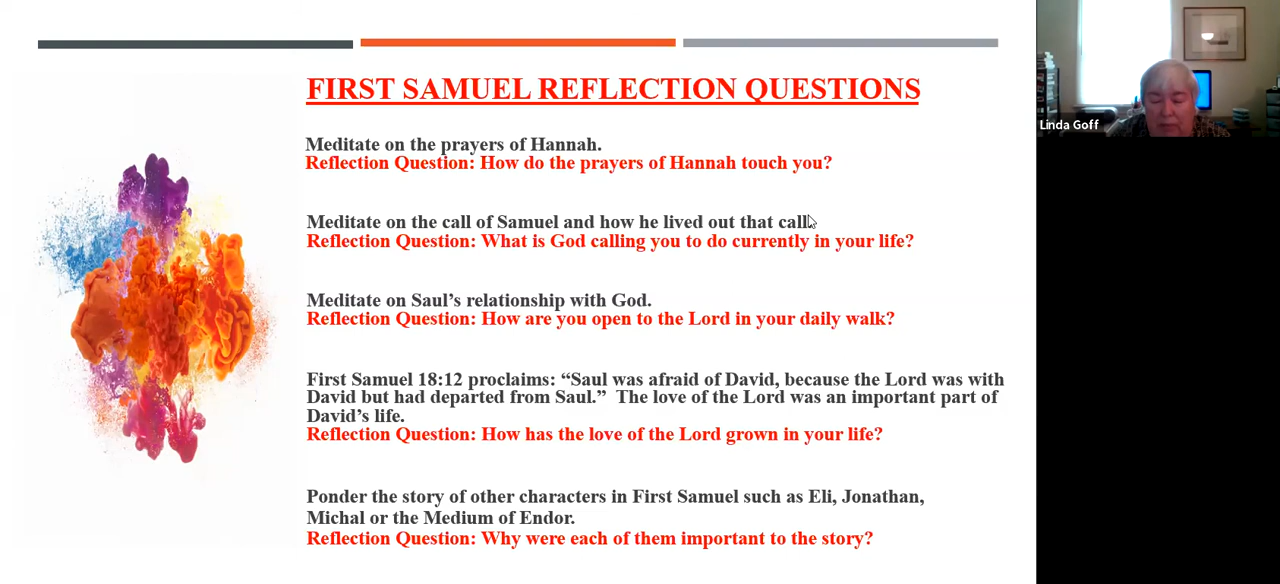 FIRST SAMUEL REFLECTION QUESTIONS
Meditate on the prayers of Hannah.
Reflection Question: How do the prayers of Hannah touch you?
Meditate on the call of Samuel and how he lived out that call.
Reflection Question: What is God calling you to do currently in your life?
Meditate on Saul’s relationship with God.
Reflection Question: How are you open to the Lord in your daily walk?
First Samuel 18:12 proclaims: “Saul was afraid of David, because the Lord was with
David but had departed from Saul.” The love of the Lord was an important part of
David’s life.
Reflection Question: How has the love of the Lord grown in your life?
Ponder the story of other characters in First Samuel such as Eli, Jonathan,
Michal or the Medium of Endor.
Reflection Question: Why were each of them important to the story?
Linda Goff